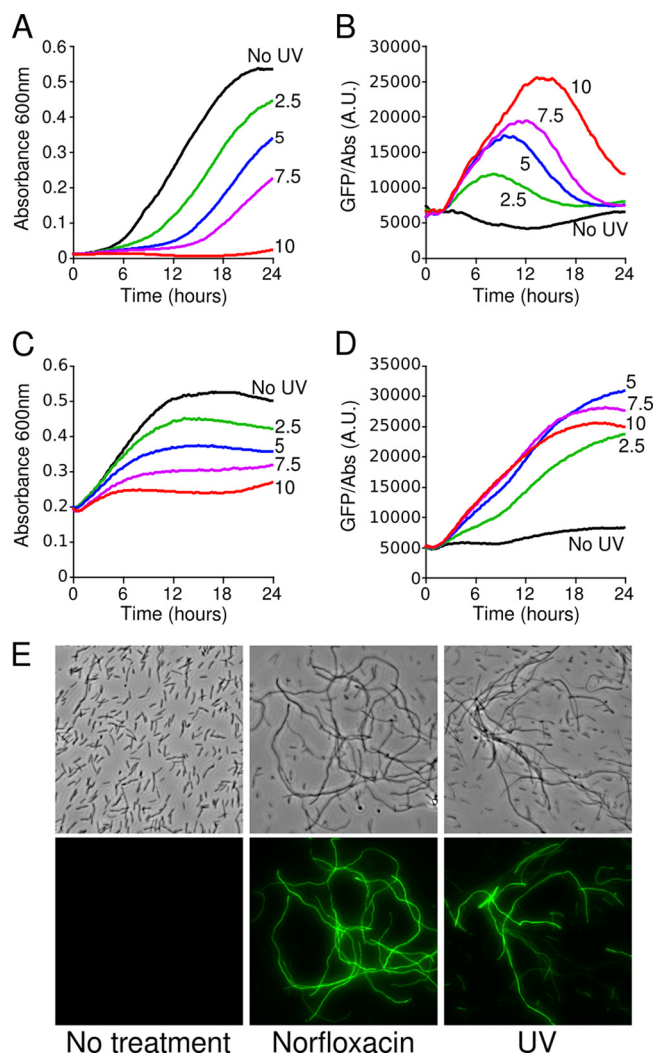 A
0.6
0.5
0.4
0.3
0.2
0.1
0
Absorbance 600nm
0 6 12 18 24
Time (hours)
No UV
2.5
5
7.5
10
B
30000
25000
20000
15000
10000
5000
0
GFP/Abs (A.U.)
0 6 12 18 24
Time (hours)
10
7.5
5
2.5
No UV
C
0.6
0.5
0.4
0.3
0.2
0.1
0
Absorbance 600nm
0 6 12 18 24
Time (hours)
No UV
2.5
5
7.5
10
D
35000
30000
25000
20000
15000
10000
5000
0
GFP/Abs (A.U.)
0 6 12 18 24
Time (hours)
5
7.5
10
2.5
No UV
E
No treatment Norfloxacin UV